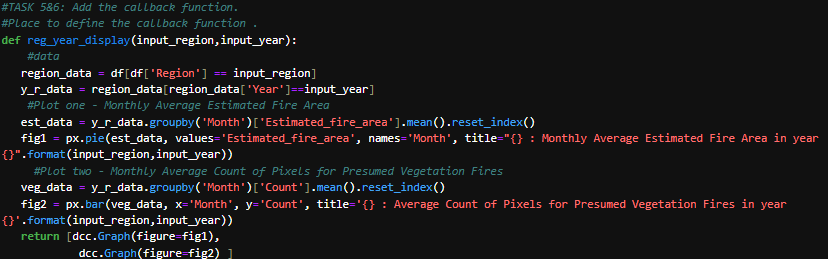 #TASK 5&6: Add the callback function.
#Place to define the callback function .
def reg_year_display(input_region,input_year):
#data
region_data = df[df['Region'] == input_region]
y_r_data = region_data[region_data['Year']==input_year]
#Plot one - Monthly Average Estimated Fire Area
est_data = y_r_data.groupby('Month')['Estimated_fire_area'].mean().reset_index()
fig1 = px.pie(est_data, values='Estimated_fire_area', names='Month', title="{} : Monthly Average Estimated Fire Area in year
{}".format(input_region,input_year))
#Plot two - Monthly Average Count of Pixels for Presumed Vegetation Fires
veg_data = y_r_data.groupby('Month')['Count'].mean().reset_index()
fig2 = px.bar(veg_data, x='Month', y='Count', title='{} : Average Count of Pixels for Presumed Vegetation Fires in year
{}'.format(input_region,input_year))
return [dcc.Graph(figure=fig1),
dcc.Graph(figure=fig2) ]